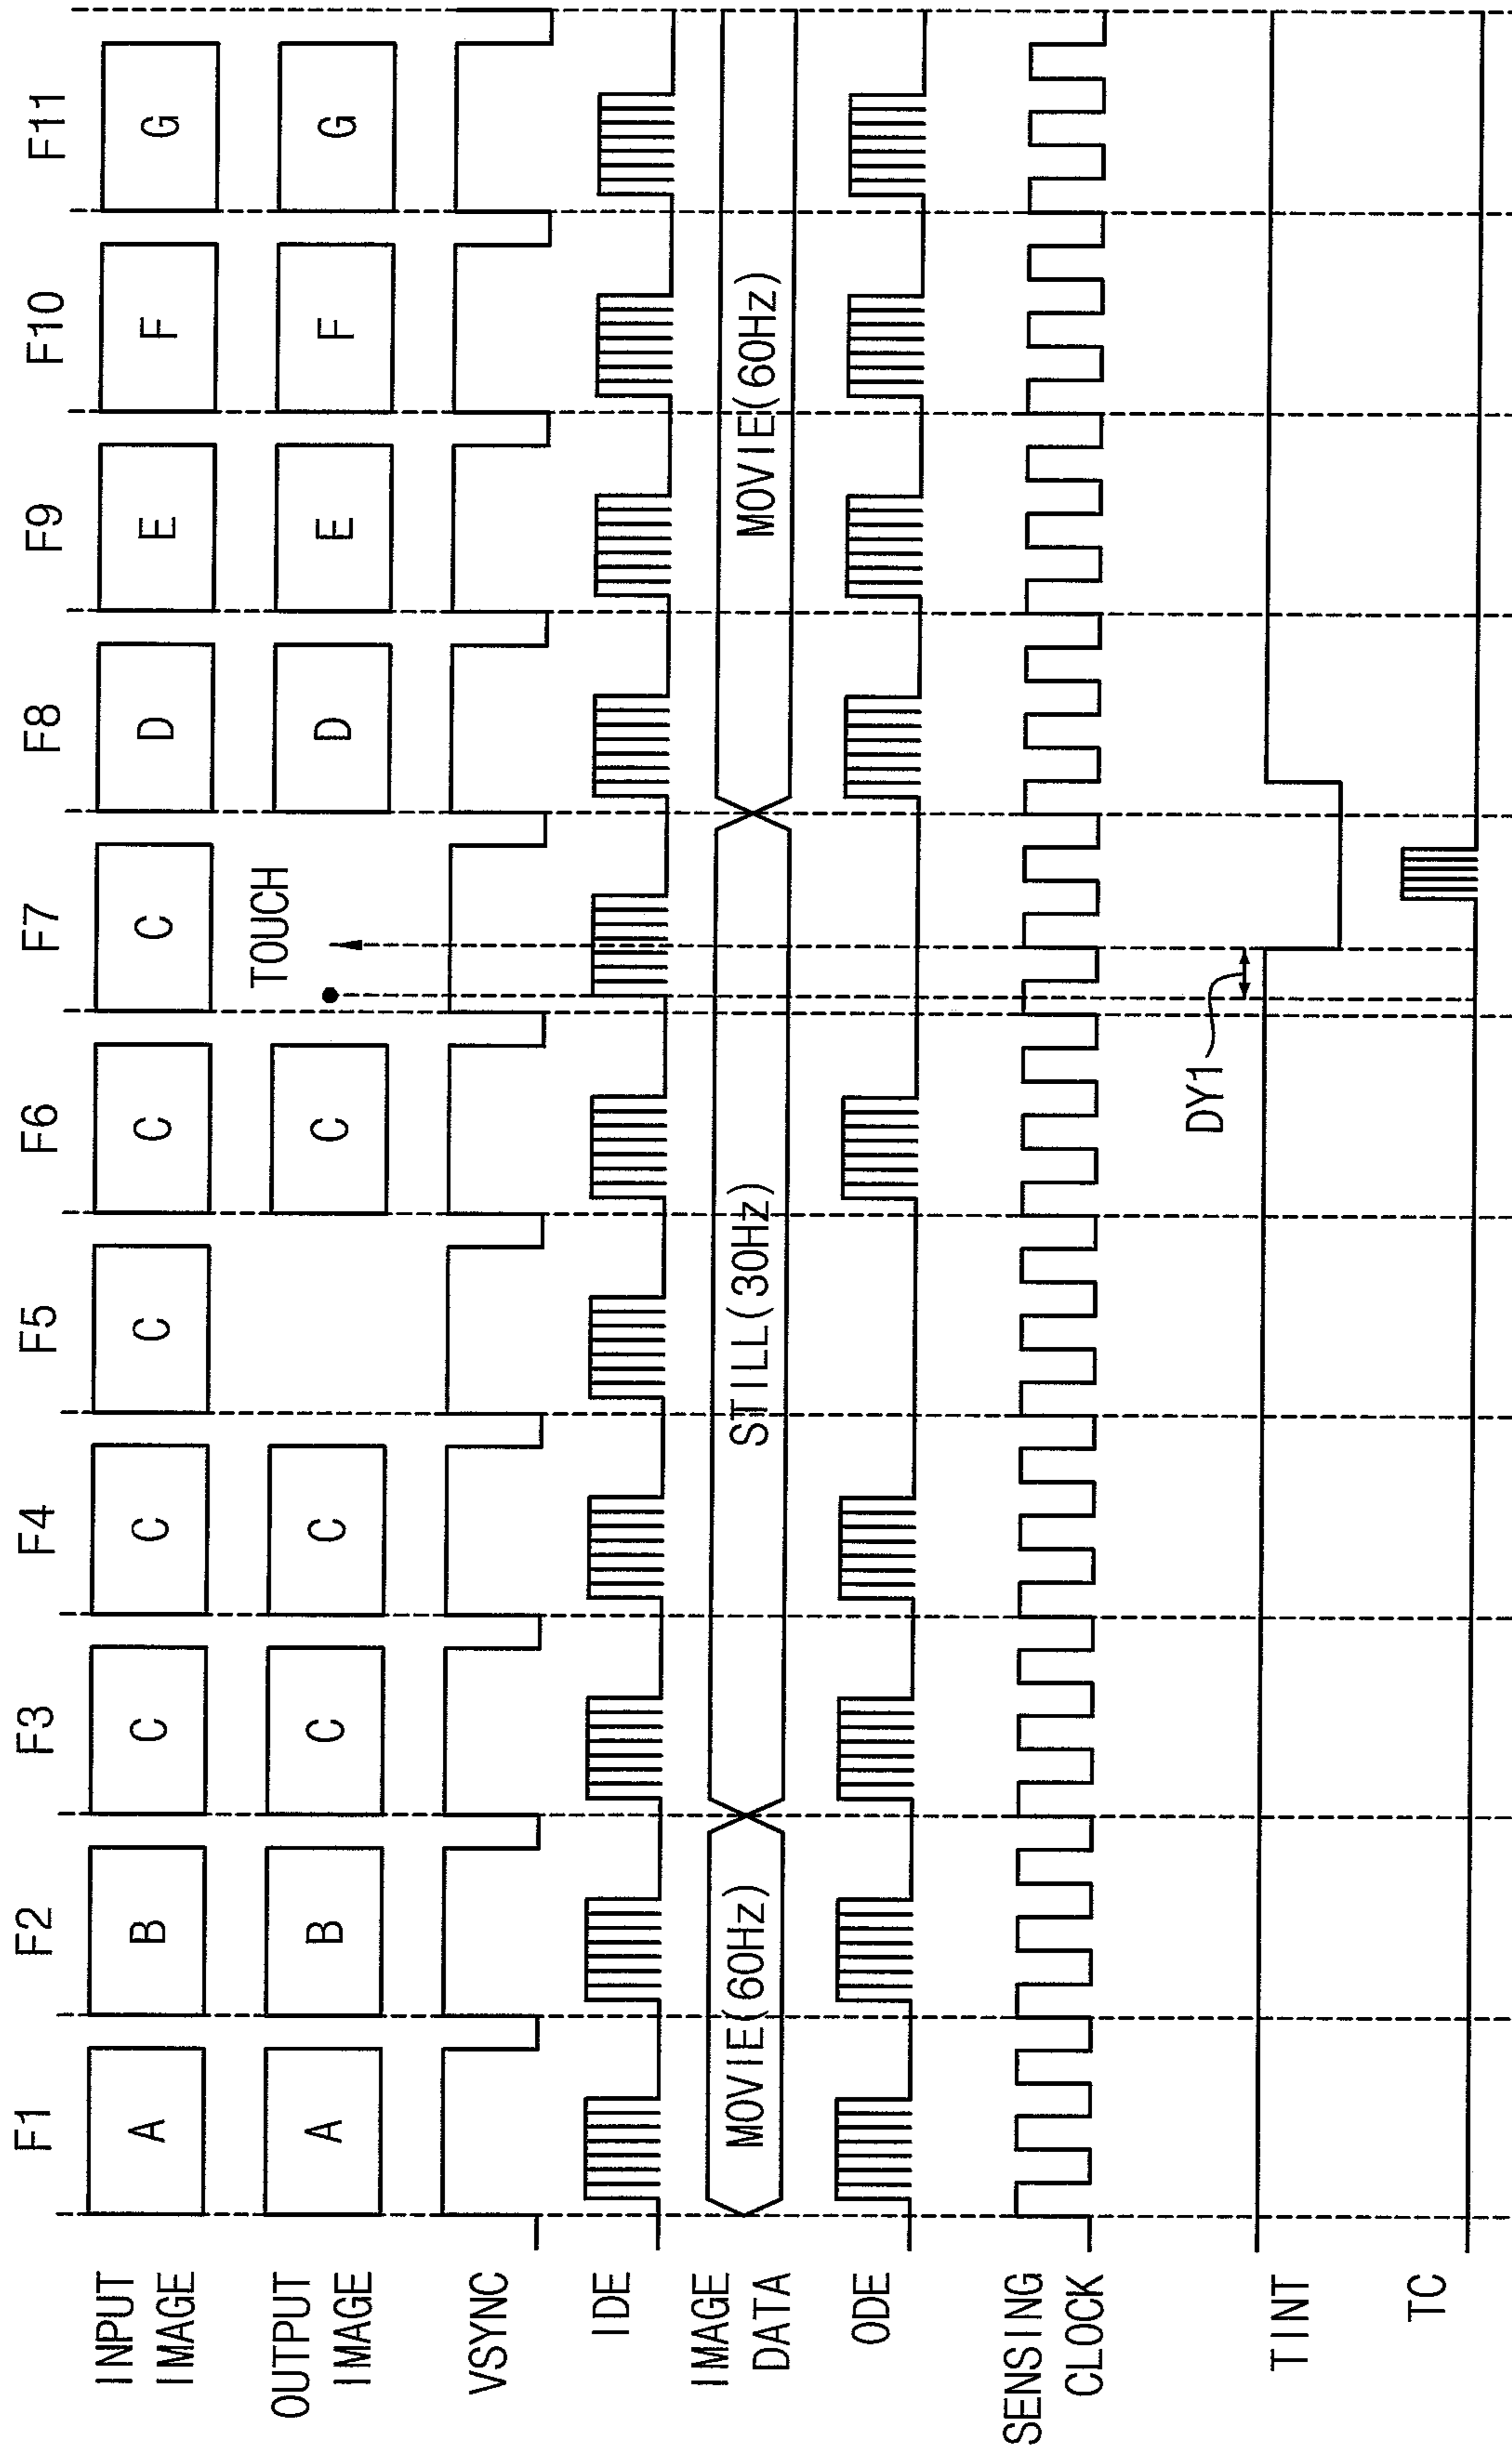 F1 F2 F3 F4 F5 F6 F7 F8 F9 F10 F11
INPUT
IMAGE
A B C C C C C D E F G
OUTPUT
IMAGE
A B C C C TOUCH D E F G
VSYNC
IDE
IMAGE
DATA
MOVIE(60Hz) STILL(30Hz) MOVIE(60Hz)
ODE
SENSING
CLOCK
DY1
TINT
TC